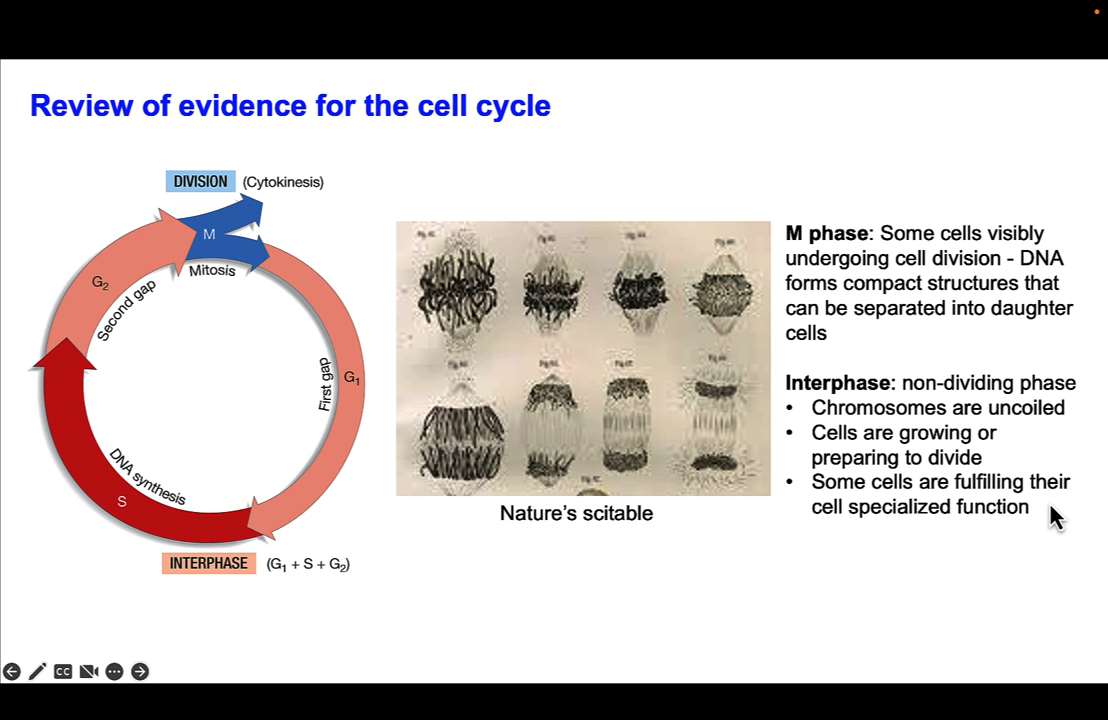 Review of evidence for the cell cycle
DIVISION (Cytokinesis)
M
Mitosis
G₂
Second gap
First gap
G₁
DNA synthesis
S
INTERPHASE (G₁ + S + G₂)
Nature's scitable
M phase: Some cells visibly
undergoing cell division - DNA
forms compact structures that
can be separated into daughter
cells
Interphase: non-dividing phase
• Chromosomes are uncoiled
• Cells are growing or
preparing to divide
• Some cells are fulfilling their
cell specialized function
CC